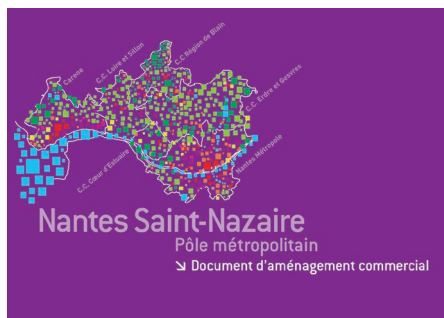 Carene
C.C. Loire et Sillon
C.C Région de Blain
C.C. Erdre et Gesvres
C.C. Cœur d'Estuaire
Nantes Métropole
Nantes Saint-Nazaire
Pôle métropolitain
↘ Document d'aménagement commercial